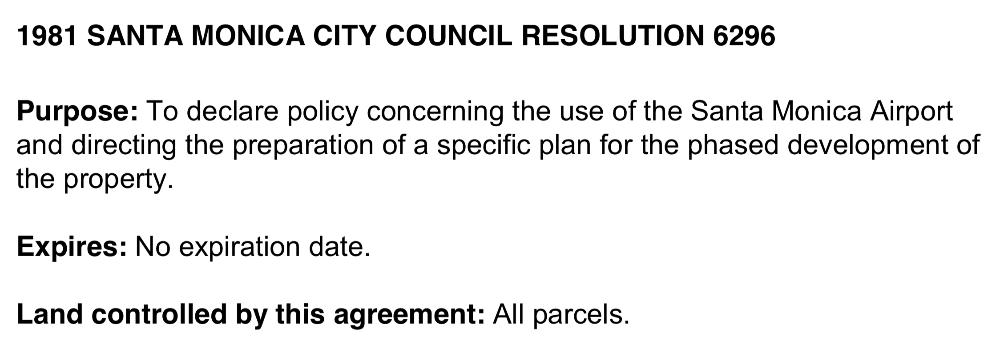 1981 SANTA MONICA CITY COUNCIL RESOLUTION 6296
Purpose: To declare policy concerning the use of the Santa Monica Airport
and directing the preparation of a specific plan for the phased development of
the property.
Expires: No expiration date.
Land controlled by this agreement: All parcels.